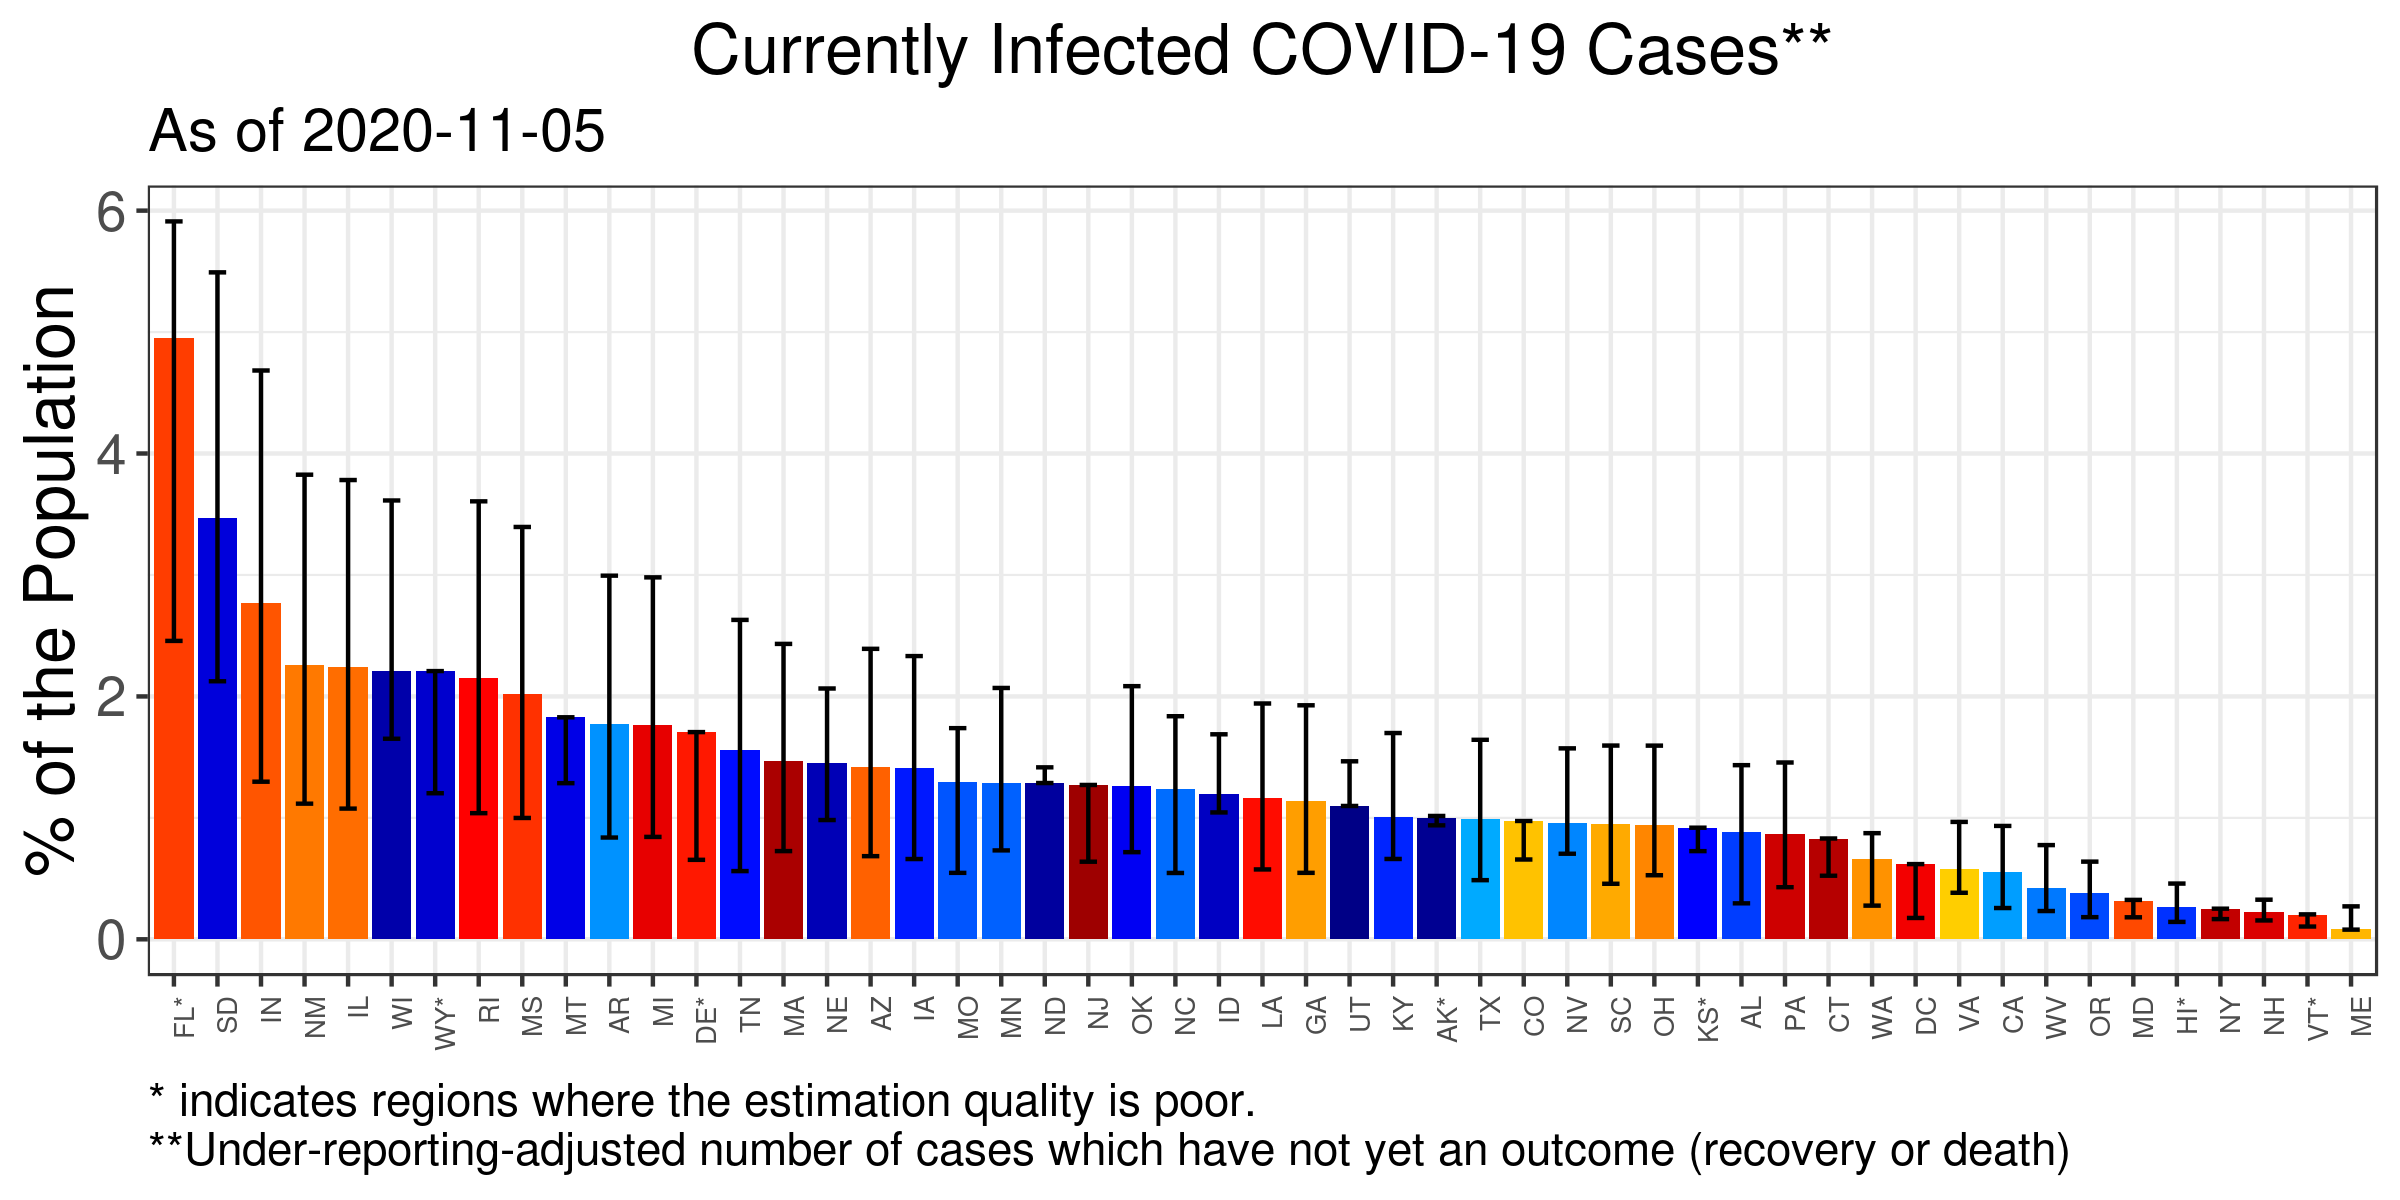 Currently Infected COVID-19 Cases**
As of 2020-11-05
% of the Population
6
4
2
0
FL* SD IN NM IL WI WY* RI MS MT AR MI DE* TN MA NE AZ IA MO MN ND NJ OK NC ID LA GA UT KY AK* TX CO NV SC OH KS* AL PA CT WA DC VA CA WV OR MD HI* NY NH VT* ME
* indicates regions where the estimation quality is poor.
**Under-reporting-adjusted number of cases which have not yet an outcome (recovery or death)